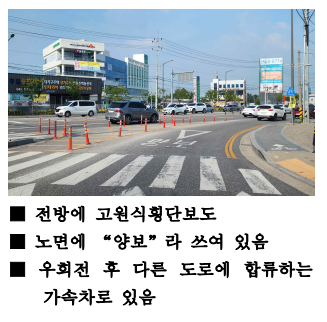 양보
■ 전방에 고원식횡단보도
■ 노면에 “양보”라 쓰여 있음
■ 우회전 후 다른 도로에 합류하는
가속차로 있음